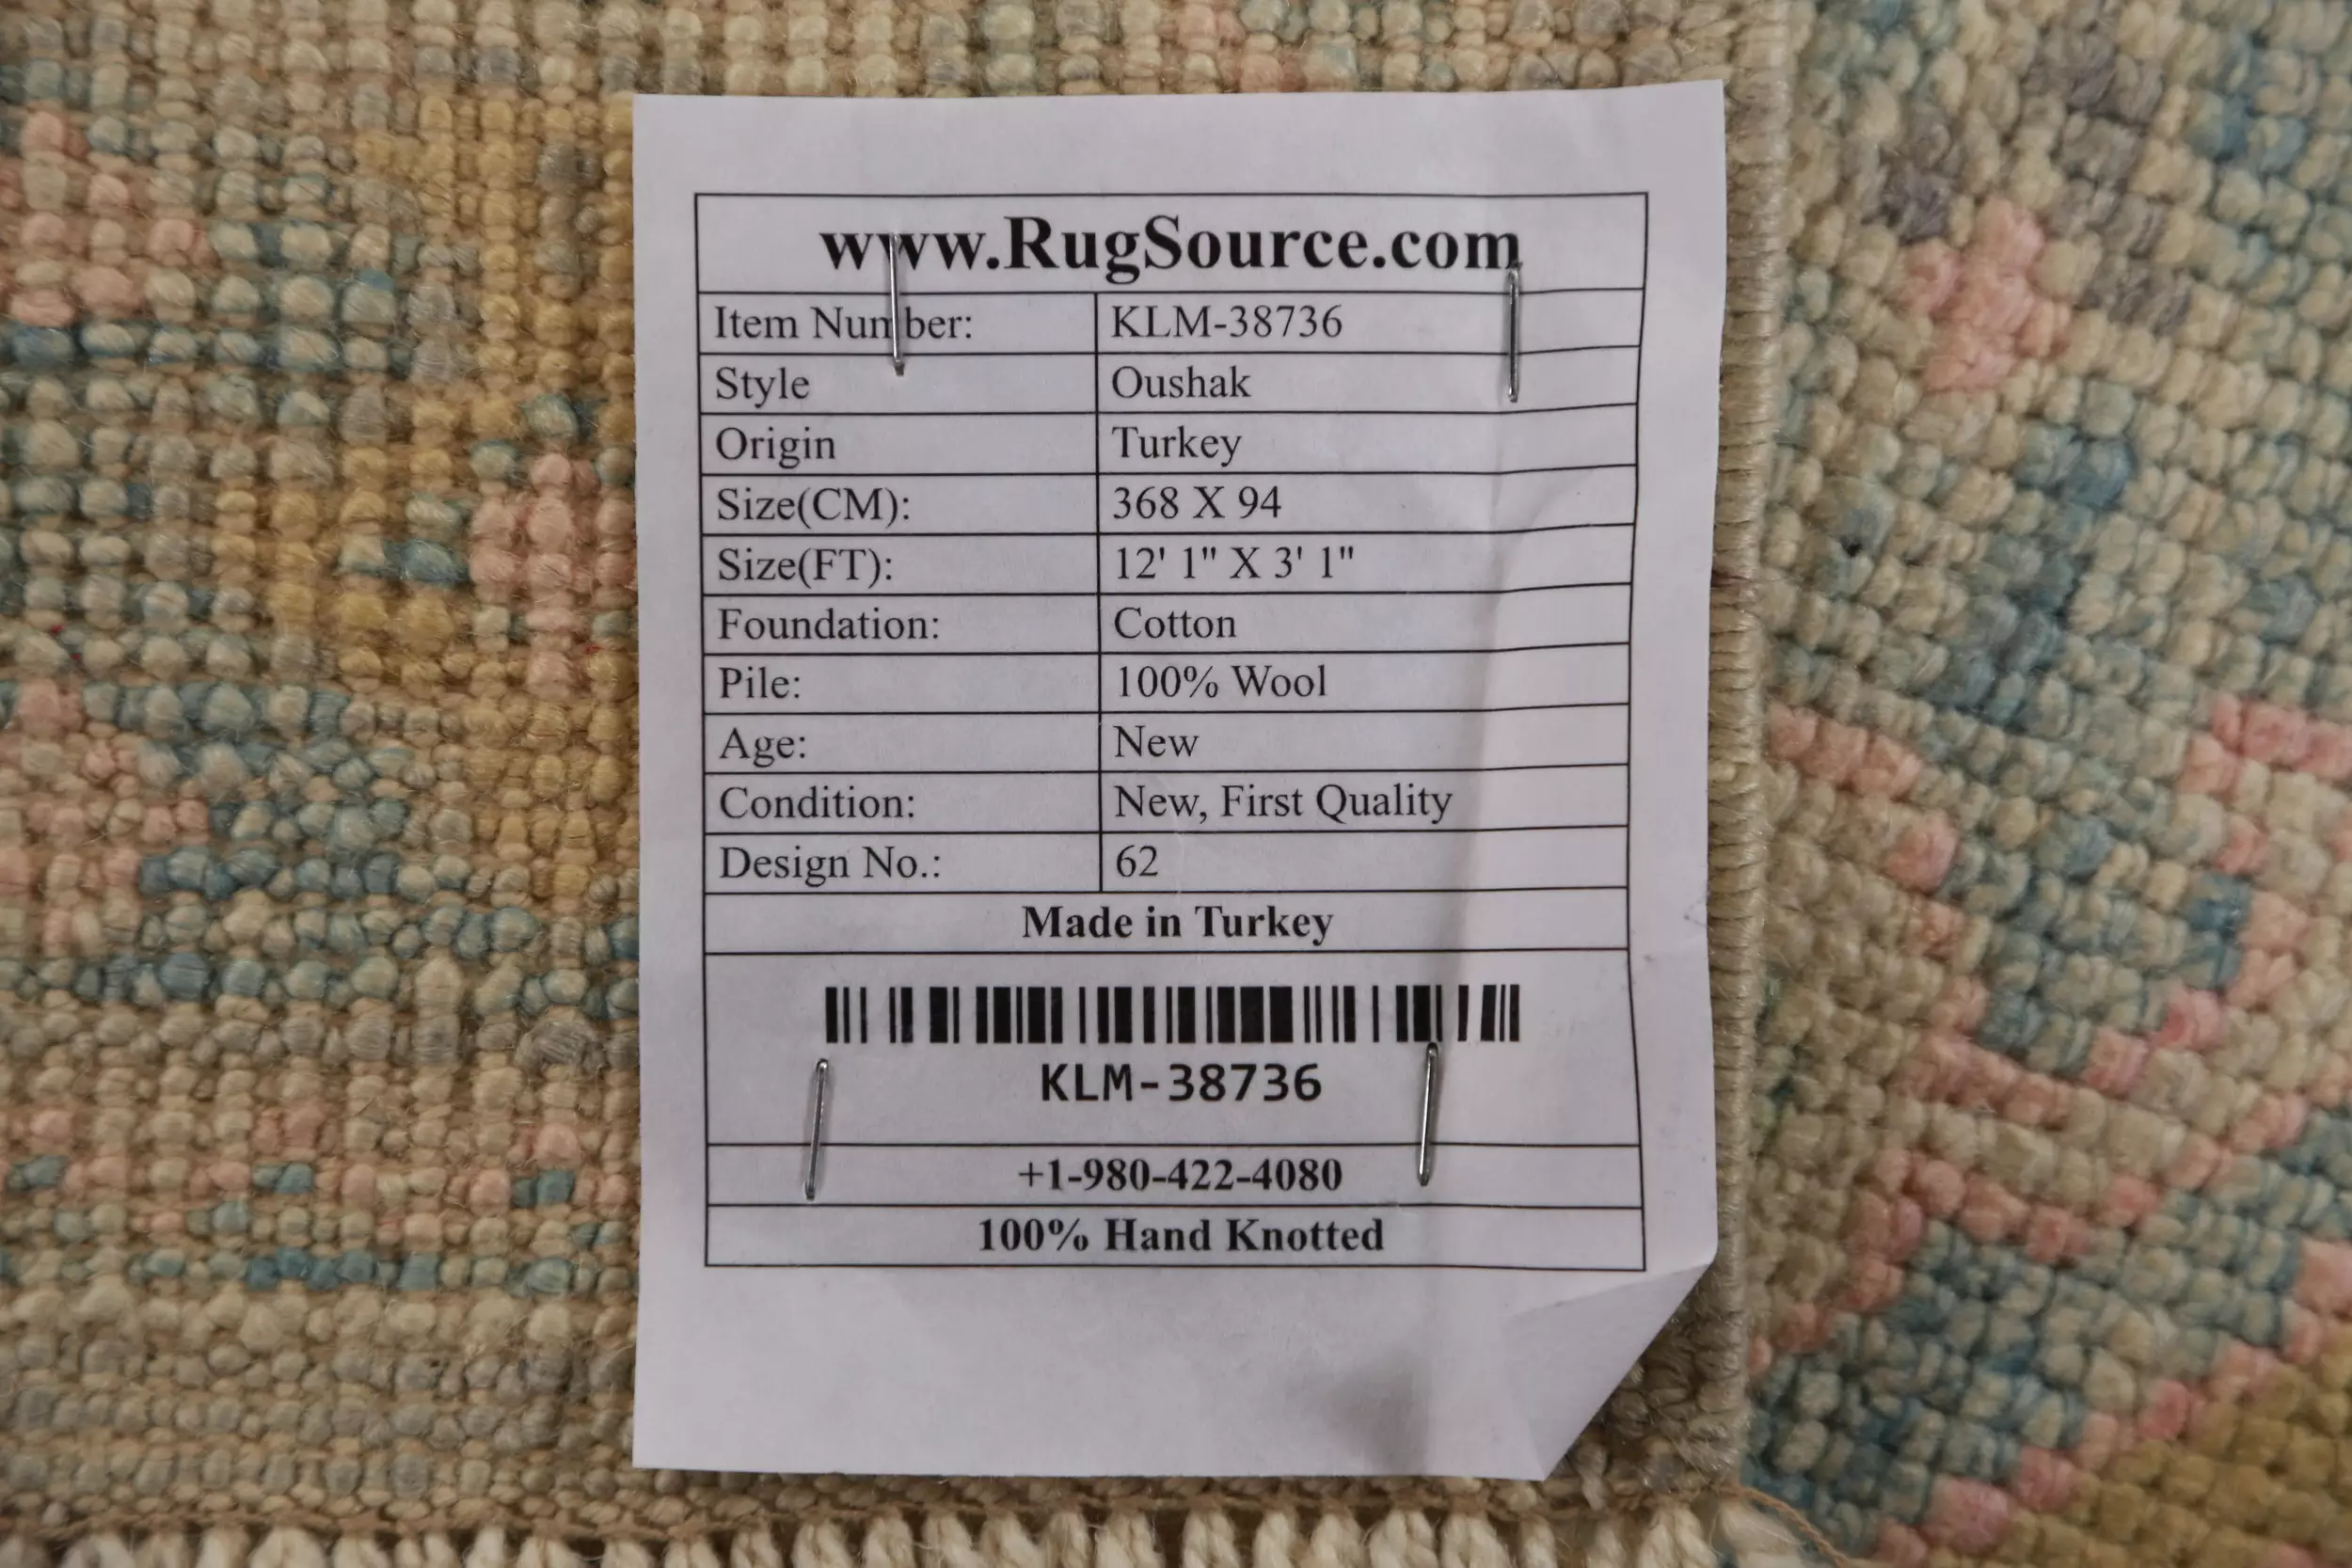 www.RugSource.com
Item Number: KLM-38736
Style Oushak
Origin Turkey
Size(CM): 368 X 94
Size(FT): 12' 1" X 3' 1"
Foundation: Cotton
Pile: 100% Wool
Age: New
Condition: New, First Quality
Design No.: 62
Made in Turkey
KLM-38736
+1-980-422-4080
100% Hand Knotted